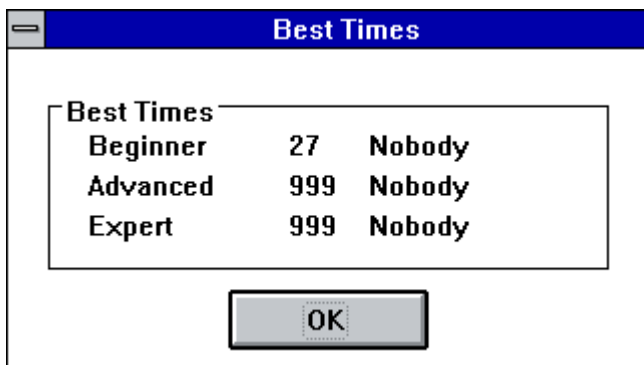 Best Times
Best Times
Beginner 27 Nobody
Advanced 999 Nobody
Expert 999 Nobody
OK